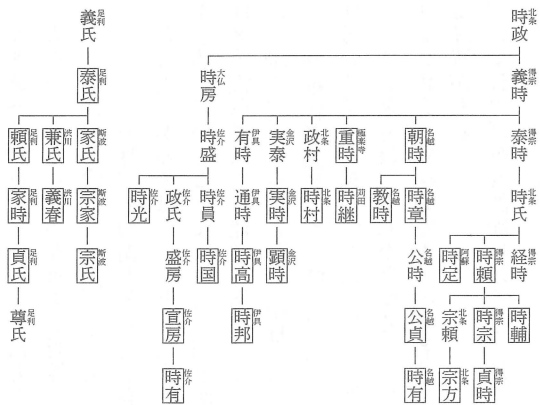 北条 時政
得宗 義時
得宗 泰時
北条 時氏
得宗 経時
時輔
得宗 時頼
得宗 時宗
得宗 貞時
阿蘇 時定
北条 宗頼
北条 宗方
名越 朝時
名越 時章
名越 公時
名越 公貞
名越 時有
名越 教時
極楽寺 重時
苅田 時継
北条 政村
北条 時村
金沢 実泰
金沢 実時
金沢 顕時
伊具 有時
伊具 通時
伊具 時高
伊具 時邦
大仏 時房
佐介 時盛
佐介 時員
佐介 時国
佐介 政氏
佐介 盛房
佐介 宣房
佐介 時有
佐介 時光
足利 義氏
足利 泰氏
斯波 家氏
斯波 宗家
斯波 宗氏
渋川 兼氏
渋川 義春
足利 頼氏
足利 家時
足利 貞氏
足利 尊氏